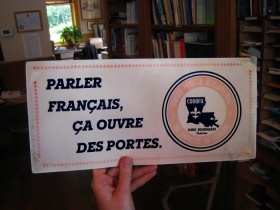 PARLER
FRANÇAIS,
ÇA OUVRE
DES PORTES.
CODOFIL